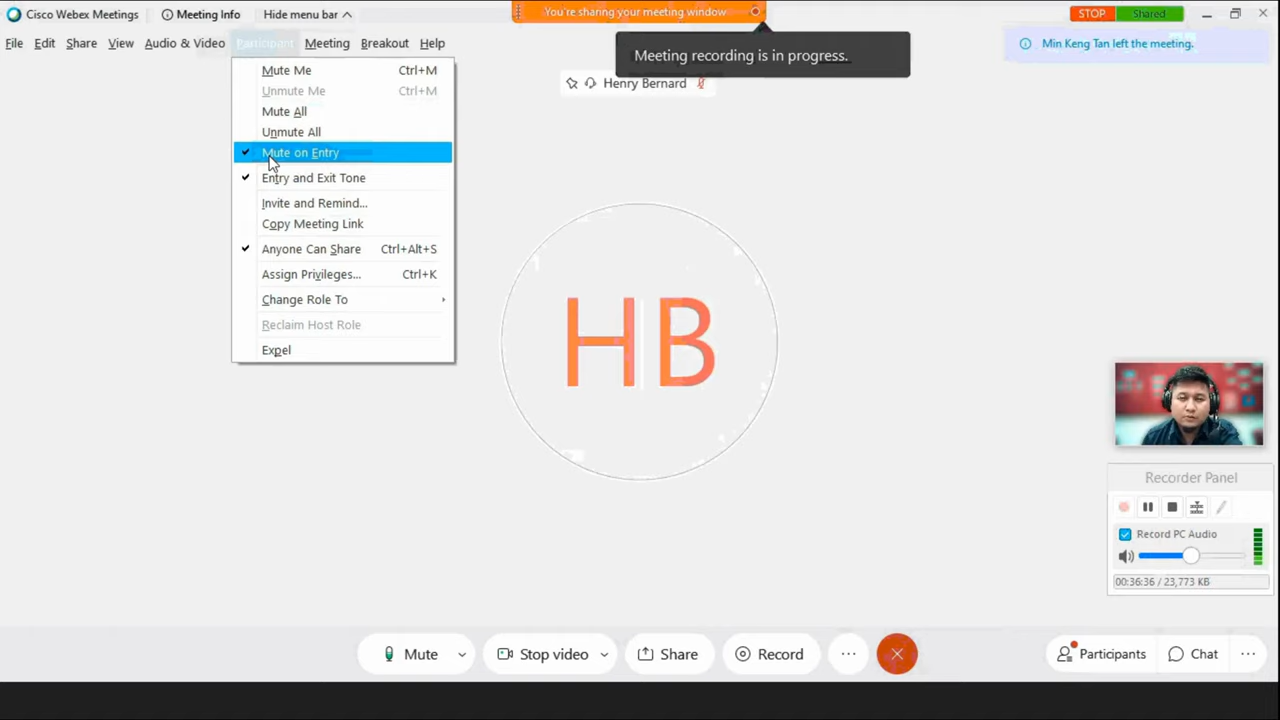 Cisco Webex Meetings
Meeting Info
Hide menu bar
You're sharing your meeting window
STOP
Shared
File
Edit
Share
View
Audio & Video
Participant
Meeting
Breakout
Help
Meeting recording is in progress.
Min Keng Tan left the meeting.
Henry Bernard
Mute Me Ctrl+M
Unmute Me Ctrl+M
Mute All
Unmute All
Mute on Entry
Entry and Exit Tone
Invite and Remind...
Copy Meeting Link
Anyone Can Share Ctrl+Alt+S
Assign Privileges... Ctrl+K
Change Role To
Reclaim Host Role
Expel
HB
Recorder Panel
Record PC Audio
00:36:36 / 23,773 KB
Mute
Stop video
Share
Record
Participants
Chat